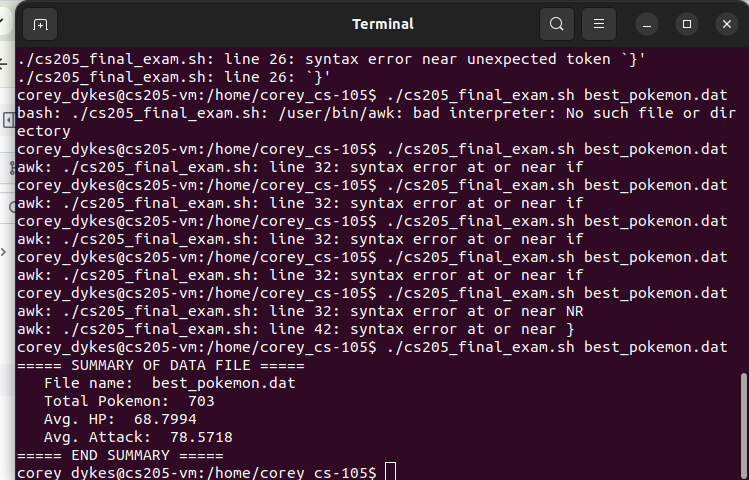 Terminal
./cs205_final_exam.sh: line 26: syntax error near unexpected token `}'
./cs205_final_exam.sh: line 26: `}'
corey_dykes@cs205-vm:/home/corey_cs-105$ ./cs205_final_exam.sh best_pokemon.dat
bash: ./cs205_final_exam.sh: /user/bin/awk: bad interpreter: No such file or dir
ectory
corey_dykes@cs205-vm:/home/corey_cs-105$ ./cs205_final_exam.sh best_pokemon.dat
awk: ./cs205_final_exam.sh: line 32: syntax error at or near if
corey_dykes@cs205-vm:/home/corey_cs-105$ ./cs205_final_exam.sh best_pokemon.dat
awk: ./cs205_final_exam.sh: line 32: syntax error at or near if
corey_dykes@cs205-vm:/home/corey_cs-105$ ./cs205_final_exam.sh best_pokemon.dat
awk: ./cs205_final_exam.sh: line 32: syntax error at or near if
corey_dykes@cs205-vm:/home/corey_cs-105$ ./cs205_final_exam.sh best_pokemon.dat
awk: ./cs205_final_exam.sh: line 32: syntax error at or near if
corey_dykes@cs205-vm:/home/corey_cs-105$ ./cs205_final_exam.sh best_pokemon.dat
awk: ./cs205_final_exam.sh: line 32: syntax error at or near NR
awk: ./cs205_final_exam.sh: line 42: syntax error at or near }
corey_dykes@cs205-vm:/home/corey_cs-105$ ./cs205_final_exam.sh best_pokemon.dat
===== SUMMARY OF DATA FILE =====
   File name:  best_pokemon.dat
   Total Pokemon:  703
   Avg. HP:  68.7994
   Avg. Attack:  78.5718
===== END SUMMARY =====
corey_dykes@cs205-vm:/home/corey_cs-105$